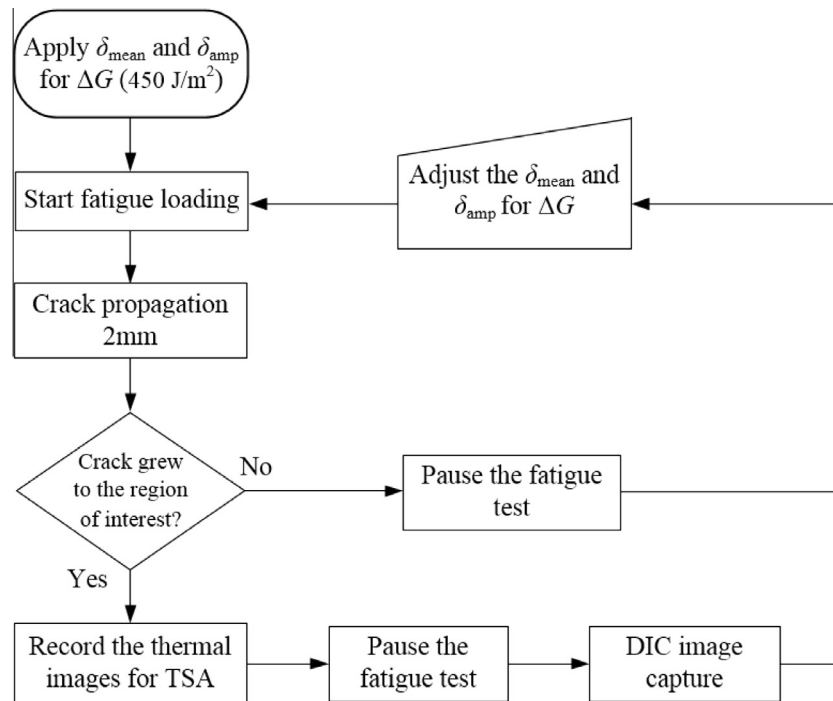 Apply δmean and δamp
for ΔG (450 J/m²)
Start fatigue loading
Adjust the δmean and
δamp for ΔG
Crack propagation
2mm
Crack grew
to the region
of interest?
No
Pause the fatigue
test
Yes
Record the thermal
images for TSA
Pause the
fatigue test
DIC image
capture